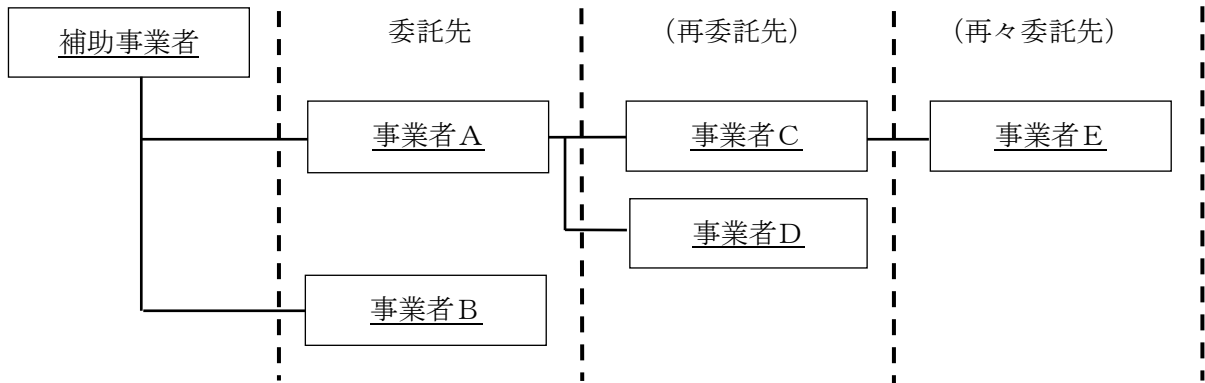 補助事業者
委託先
(再委託先)
(再々委託先)
事業者A
事業者C
事業者E
事業者D
事業者B